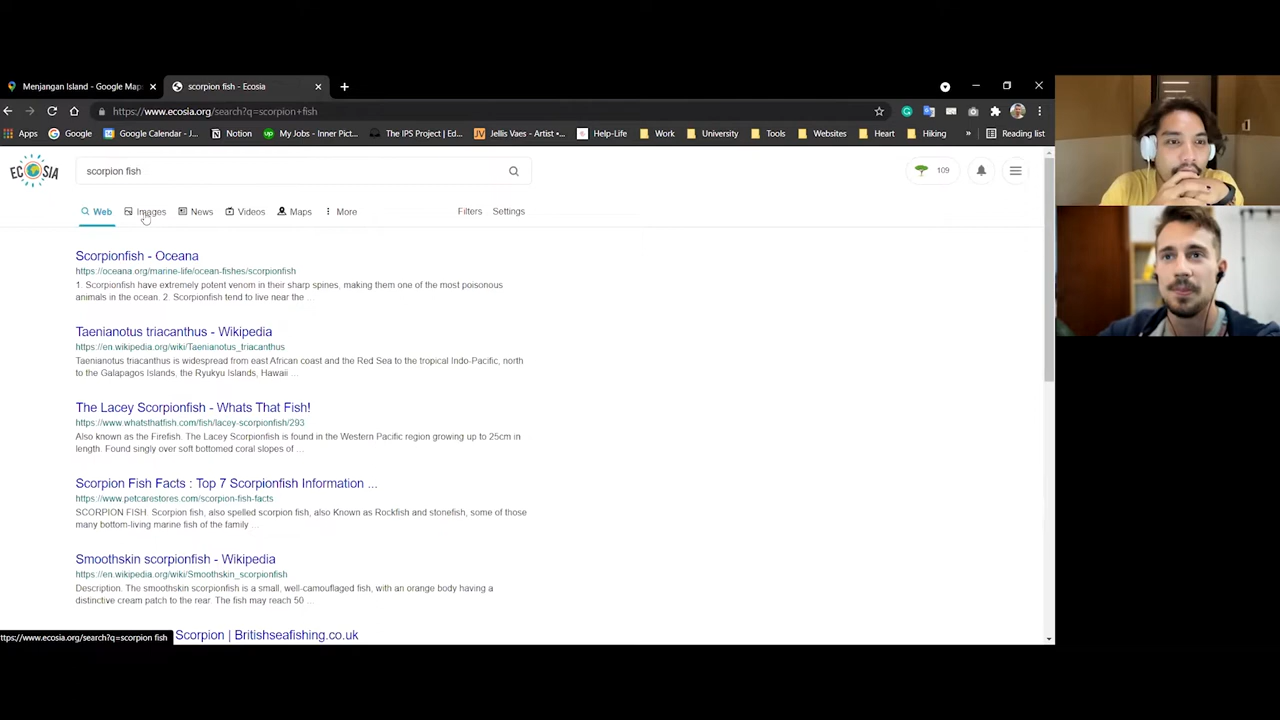 Menjangan Island - Google Map
scorpion fish - Ecosia
https://www.ecosia.org/search?q=scorpion+fish
Apps
Google
Google Calendar - J...
Notion
My Jobs - Inner Pict...
The IPS Project | Ed...
Jellis Vaes - Artist •...
Help-Life
Work
University
Tools
Websites
Heart
Hiking
»
Reading list
ECOSIA
scorpion fish
109
Web
Images
News
Videos
Maps
More
Filters
Settings
Scorpionfish - Oceana
https://oceana.org/marine-life/ocean-fishes/scorpionfish
1. Scorpionfish have extremely potent venom in their sharp spines, making them one of the most poisonous
animals in the ocean. 2. Scorpionfish tend to live near the ...
Taenianotus triacanthus - Wikipedia
https://en.wikipedia.org/wiki/Taenianotus_triacanthus
Taenianotus triacanthus is widespread from east African coast and the Red Sea to the tropical Indo-Pacific, north
to the Galapagos Islands, the Ryukyu Islands, Hawaii ...
The Lacey Scorpionfish - Whats That Fish!
https://www.whatsthatfish.com/fish/lacey-scorpionfish/293
Also known as the Firefish. The Lacey Scorpionfish is found in the Western Pacific region growing up to 25cm in
length. Found singly over soft bottomed coral slopes of ...
Scorpion Fish Facts : Top 7 Scorpionfish Information ...
https://www.petcarestores.com/scorpion-fish-facts
SCORPION FISH. Scorpion fish, also spelled scorpion fish, also Known as Rockfish and stonefish, some of those
many bottom-living marine fish of the family ...
Smoothskin scorpionfish - Wikipedia
https://en.wikipedia.org/wiki/Smoothskin_scorpionfish
Description. The smoothskin scorpionfish is a small, well-camouflaged fish, with an orange body having a
distinctive cream patch to the rear. The fish may reach 50 ...
Scorpion | Britishseafishing.co.uk
https://www.ecosia.org/search?q=scorpion fish